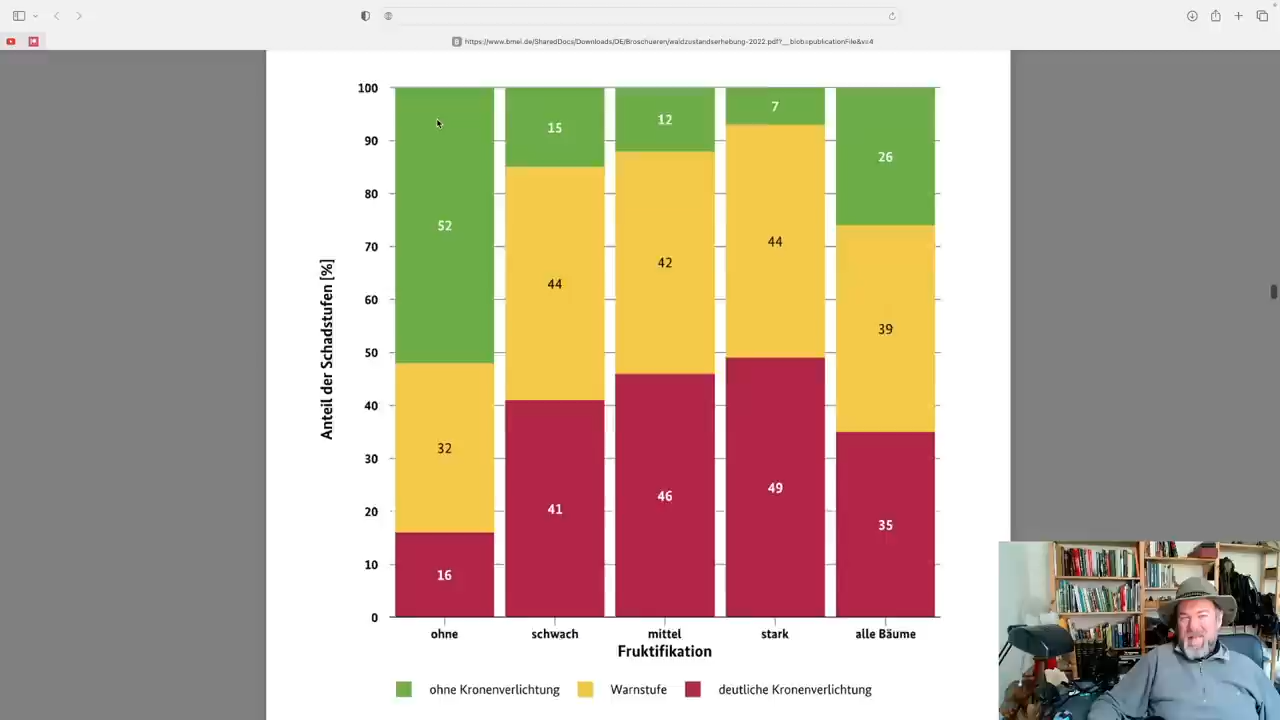 https://www.bmel.de/SharedDocs/Downloads/DE/Broschueren/waldzustandserhebung-2022.pdf?__blob=publicationFile&v=4
100
90
80
70
60
50
40
30
20
10
0
Anteil der Schadstufen [%]
52
32
16
15
44
41
12
42
46
7
44
49
26
39
35
ohne
schwach
mittel
stark
alle Bäume
Fruktifikation
ohne Kronenverlichtung
Warnstufe
deutliche Kronenverlichtung